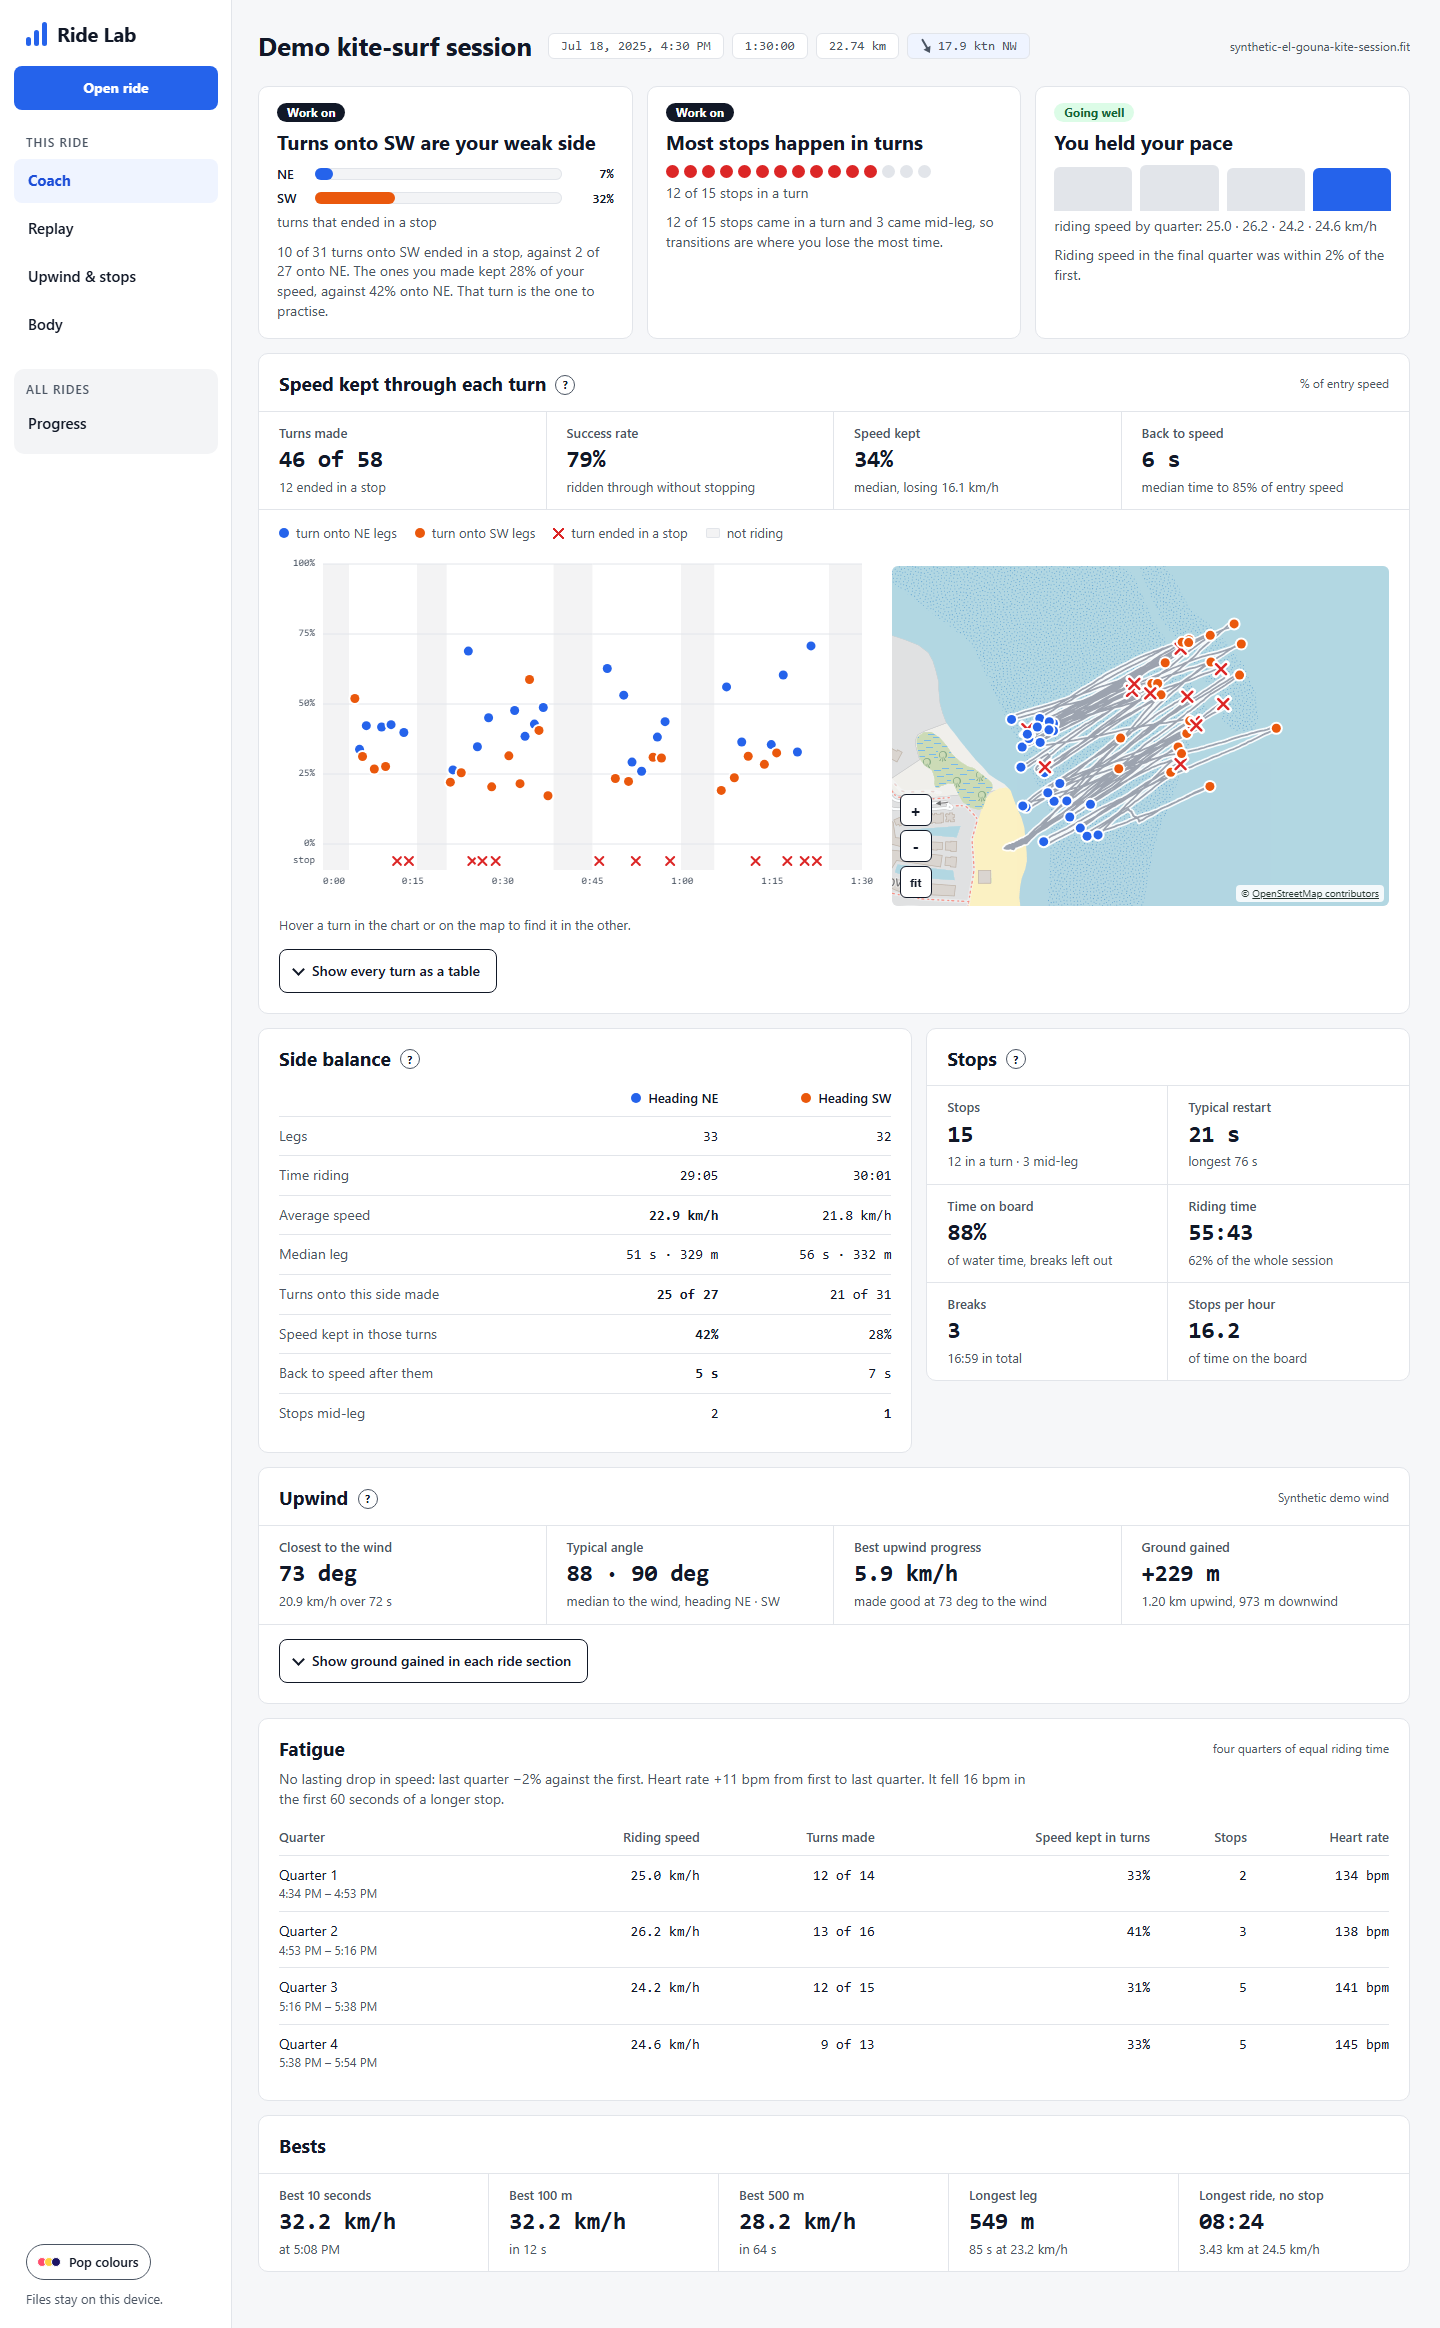 Ride Lab
Open ride
THIS RIDE
Coach
Replay
Upwind & stops
Body
ALL RIDES
Progress
Demo kite-surf session
Jul 18, 2025, 4:30 PM
1:30:00
22.74 km
17.9 ktn NW
synthetic-el-gouna-kite-session.fit
Work on
Turns onto SW are your weak side
NE 7%
SW 32%
turns that ended in a stop
10 of 31 turns onto SW ended in a stop, against 2 of
27 onto NE. The ones you made kept 28% of your
speed, against 42% onto NE. That turn is the one to
practise.
Work on
Most stops happen in turns
12 of 15 stops in a turn
12 of 15 stops came in a turn and 3 came mid-leg, so
transitions are where you lose the most time.
Going well
You held your pace
riding speed by quarter: 25.0 · 26.2 · 24.2 · 24.6 km/h
Riding speed in the final quarter was within 2% of the
first.
Speed kept through each turn ?
% of entry speed
Turns made
46 of 58
12 ended in a stop
Success rate
79%
ridden through without stopping
Speed kept
34%
median, losing 16.1 km/h
Back to speed
6 s
median time to 85% of entry speed
turn onto NE legs turn onto SW legs turn ended in a stop not riding
100%
75%
50%
25%
0%
stop
0:00 0:15 0:30 0:45 1:00 1:15 1:30
+
-
fit
© OpenStreetMap contributors
Hover a turn in the chart or on the map to find it in the other.
Show every turn as a table
Side balance ?
Heading NE Heading SW
Legs 33 32
Time riding 29:05 30:01
Average speed 22.9 km/h 21.8 km/h
Median leg 51 s · 329 m 56 s · 332 m
Turns onto this side made 25 of 27 21 of 31
Speed kept in those turns 42% 28%
Back to speed after them 5 s 7 s
Stops mid-leg 2 1
Stops ?
Stops
15
12 in a turn · 3 mid-leg
Typical restart
21 s
longest 76 s
Time on board
88%
of water time, breaks left out
Riding time
55:43
62% of the whole session
Breaks
3
16:59 in total
Stops per hour
16.2
of time on the board
Upwind ?
Synthetic demo wind
Closest to the wind
73 deg
20.9 km/h over 72 s
Typical angle
88 · 90 deg
median to the wind, heading NE · SW
Best upwind progress
5.9 km/h
made good at 73 deg to the wind
Ground gained
+229 m
1.20 km upwind, 973 m downwind
Show ground gained in each ride section
Fatigue
four quarters of equal riding time
No lasting drop in speed: last quarter −2% against the first. Heart rate +11 bpm from first to last quarter. It fell 16 bpm in
the first 60 seconds of a longer stop.
Quarter Riding speed Turns made Speed kept in turns Stops Heart rate
Quarter 1 25.0 km/h 12 of 14 33% 2 134 bpm
4:34 PM – 4:53 PM
Quarter 2 26.2 km/h 13 of 16 41% 3 138 bpm
4:53 PM – 5:16 PM
Quarter 3 24.2 km/h 12 of 15 31% 5 141 bpm
5:16 PM – 5:38 PM
Quarter 4 24.6 km/h 9 of 13 33% 5 145 bpm
5:38 PM – 5:54 PM
Bests
Best 10 seconds
32.2 km/h
at 5:08 PM
Best 100 m
32.2 km/h
in 12 s
Best 500 m
28.2 km/h
in 64 s
Longest leg
549 m
85 s at 23.2 km/h
Longest ride, no stop
08:24
3.43 km at 24.5 km/h
Pop colours
Files stay on this device.